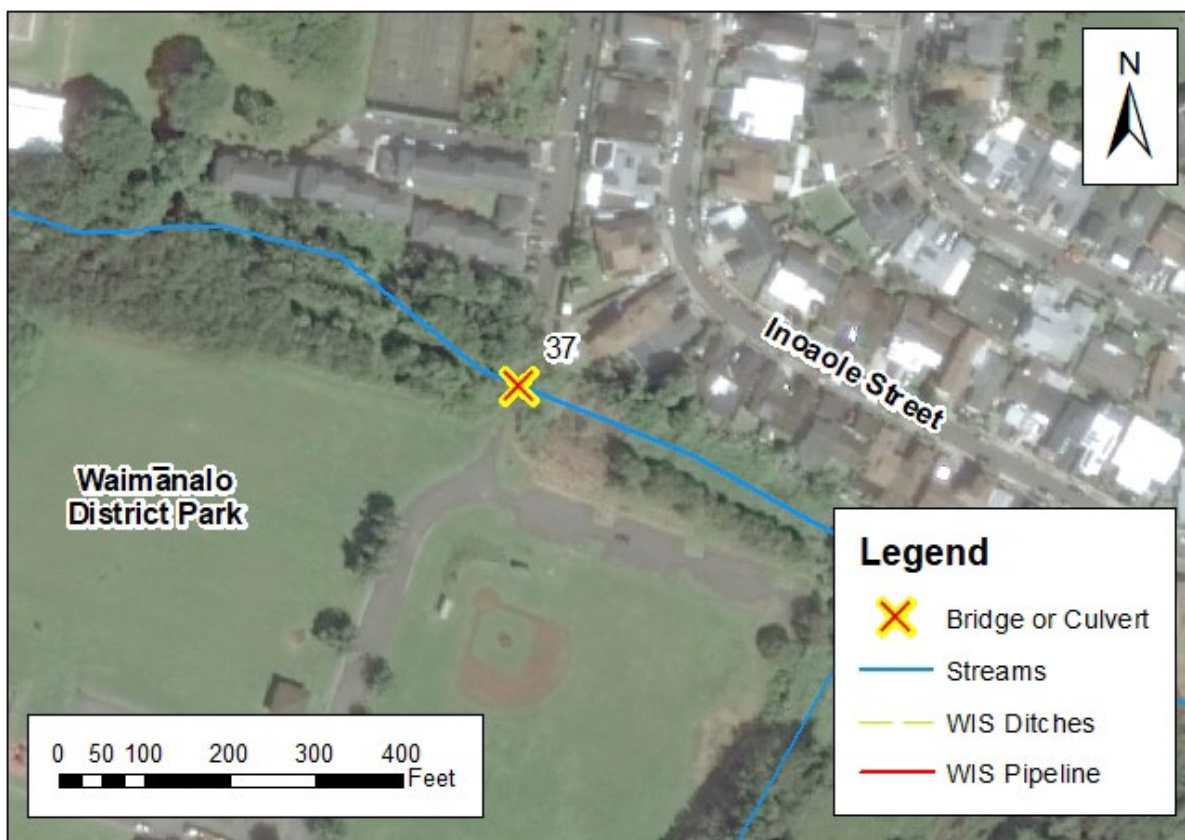 N
37
Inoaole Street
Waimānalo
District Park
Legend
Bridge or Culvert
Streams
WIS Ditches
WIS Pipeline
0 50 100 200 300 400
Feet